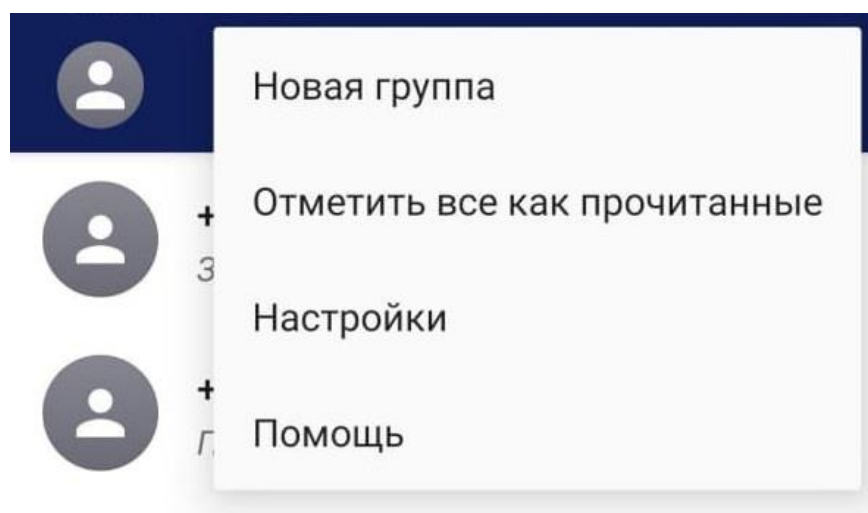 Новая группа
Отметить все как прочитанные
+
З
Настройки
+
Г
Помощь